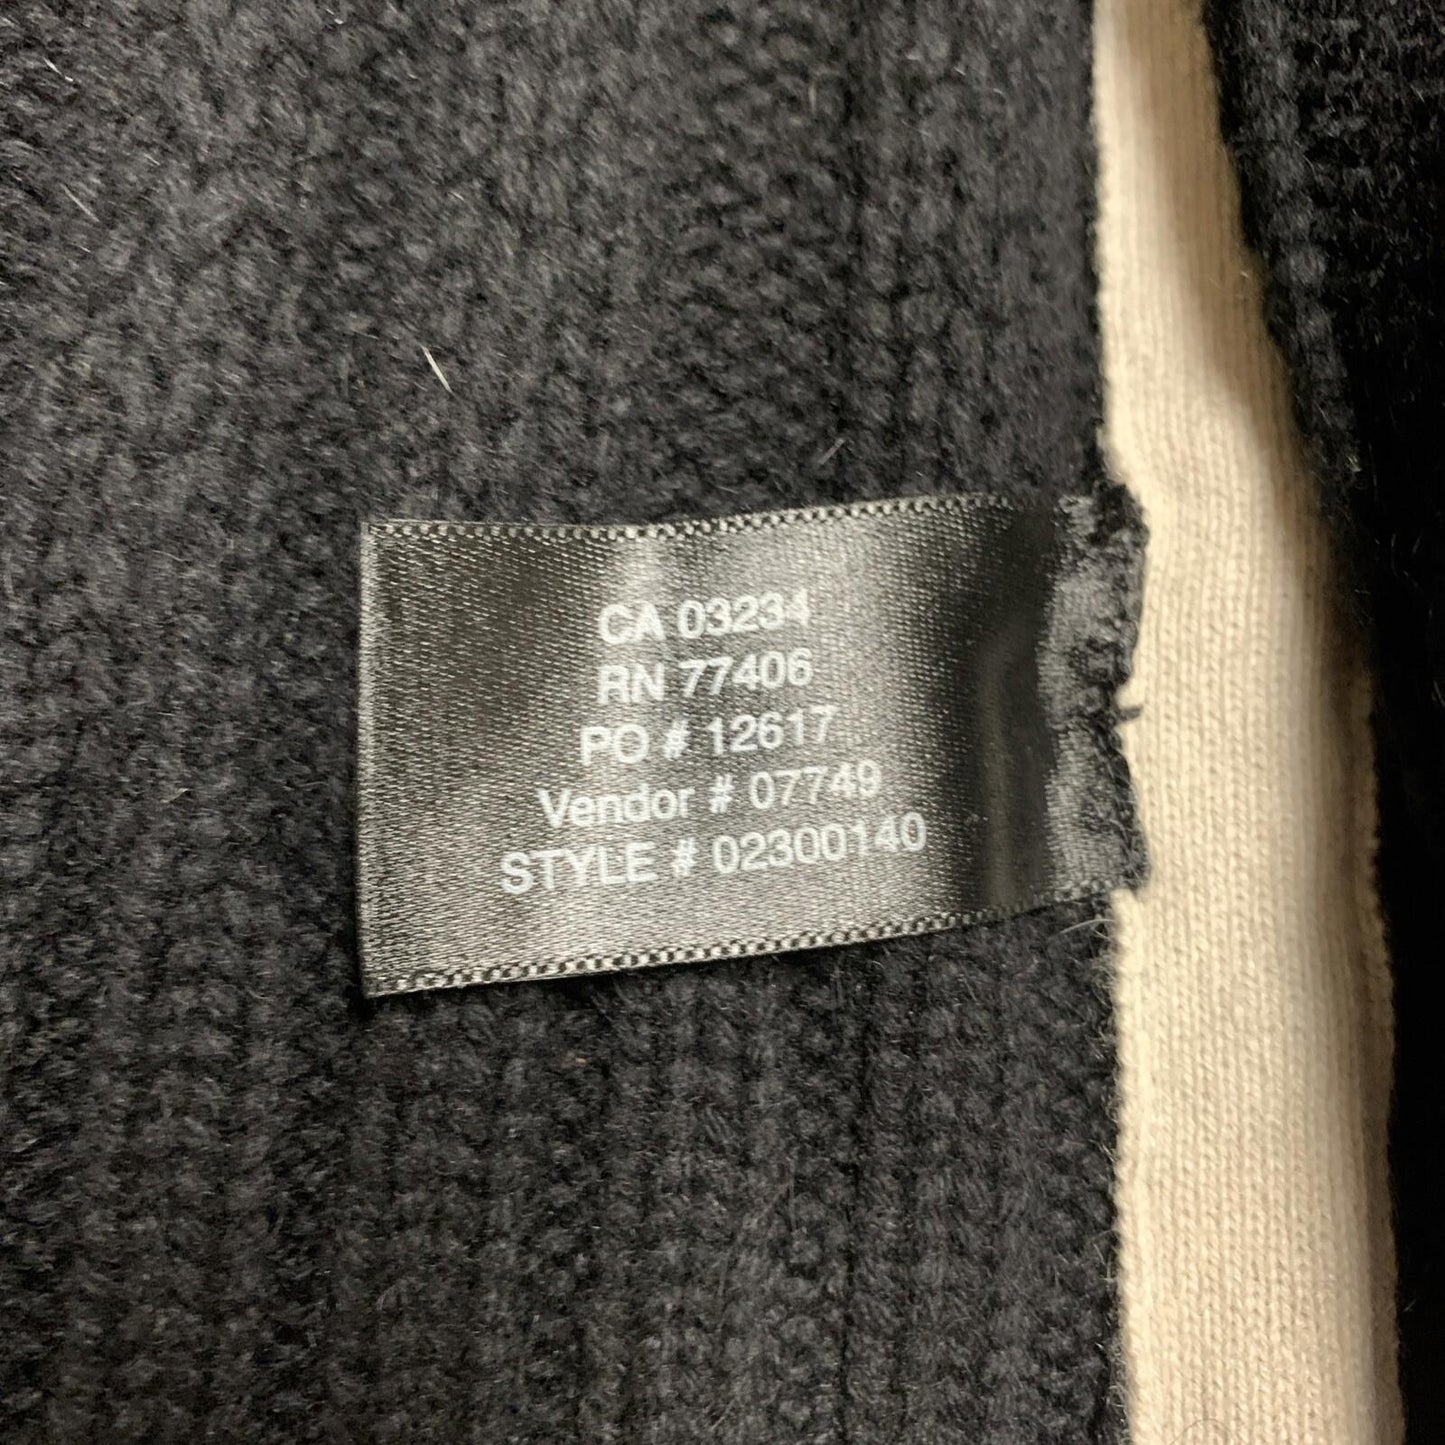 CA 03234
RN 77406
PO # 12617
Vendor # 07749
STYLE # 02300140